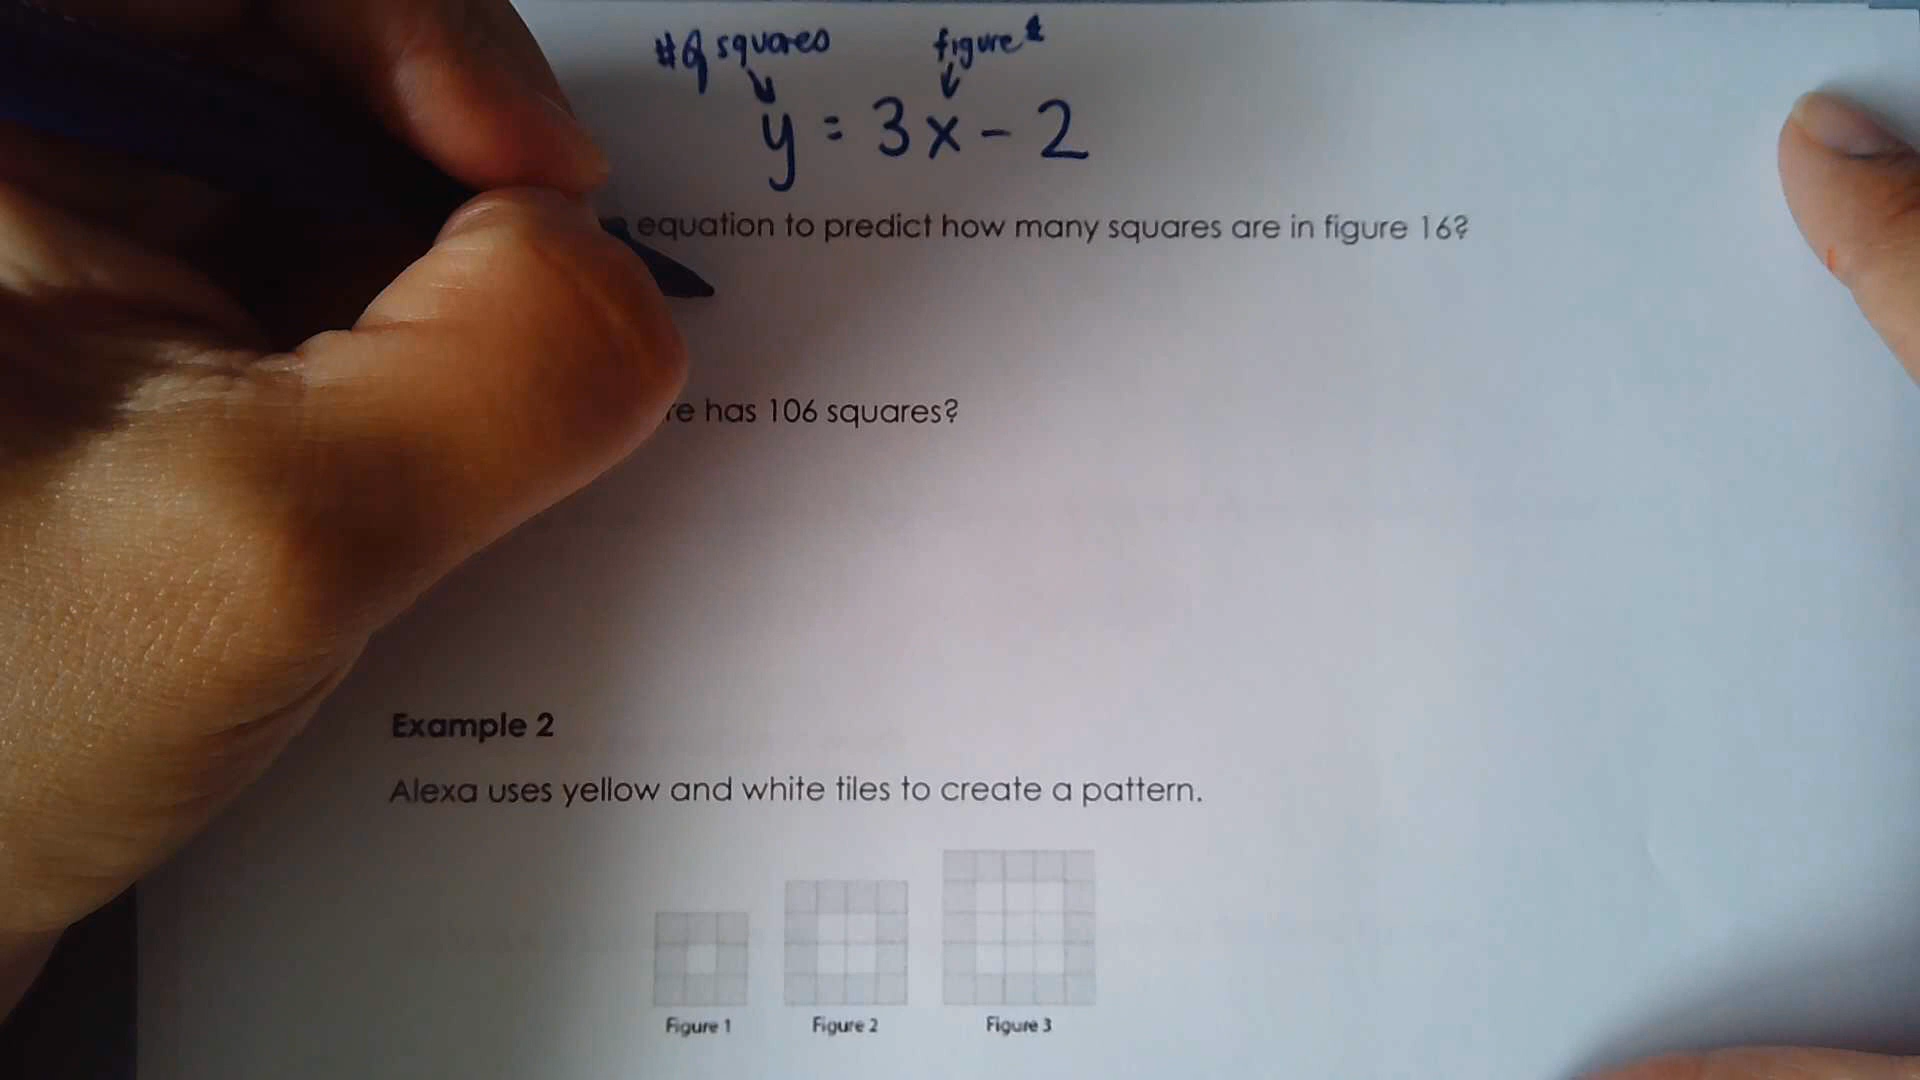 # of squares figure #
y = 3x - 2
equation to predict how many squares are in figure 16?
has 106 squares?
Example 2
Alexa uses yellow and white tiles to create a pattern.
Figure 1 Figure 2 Figure 3